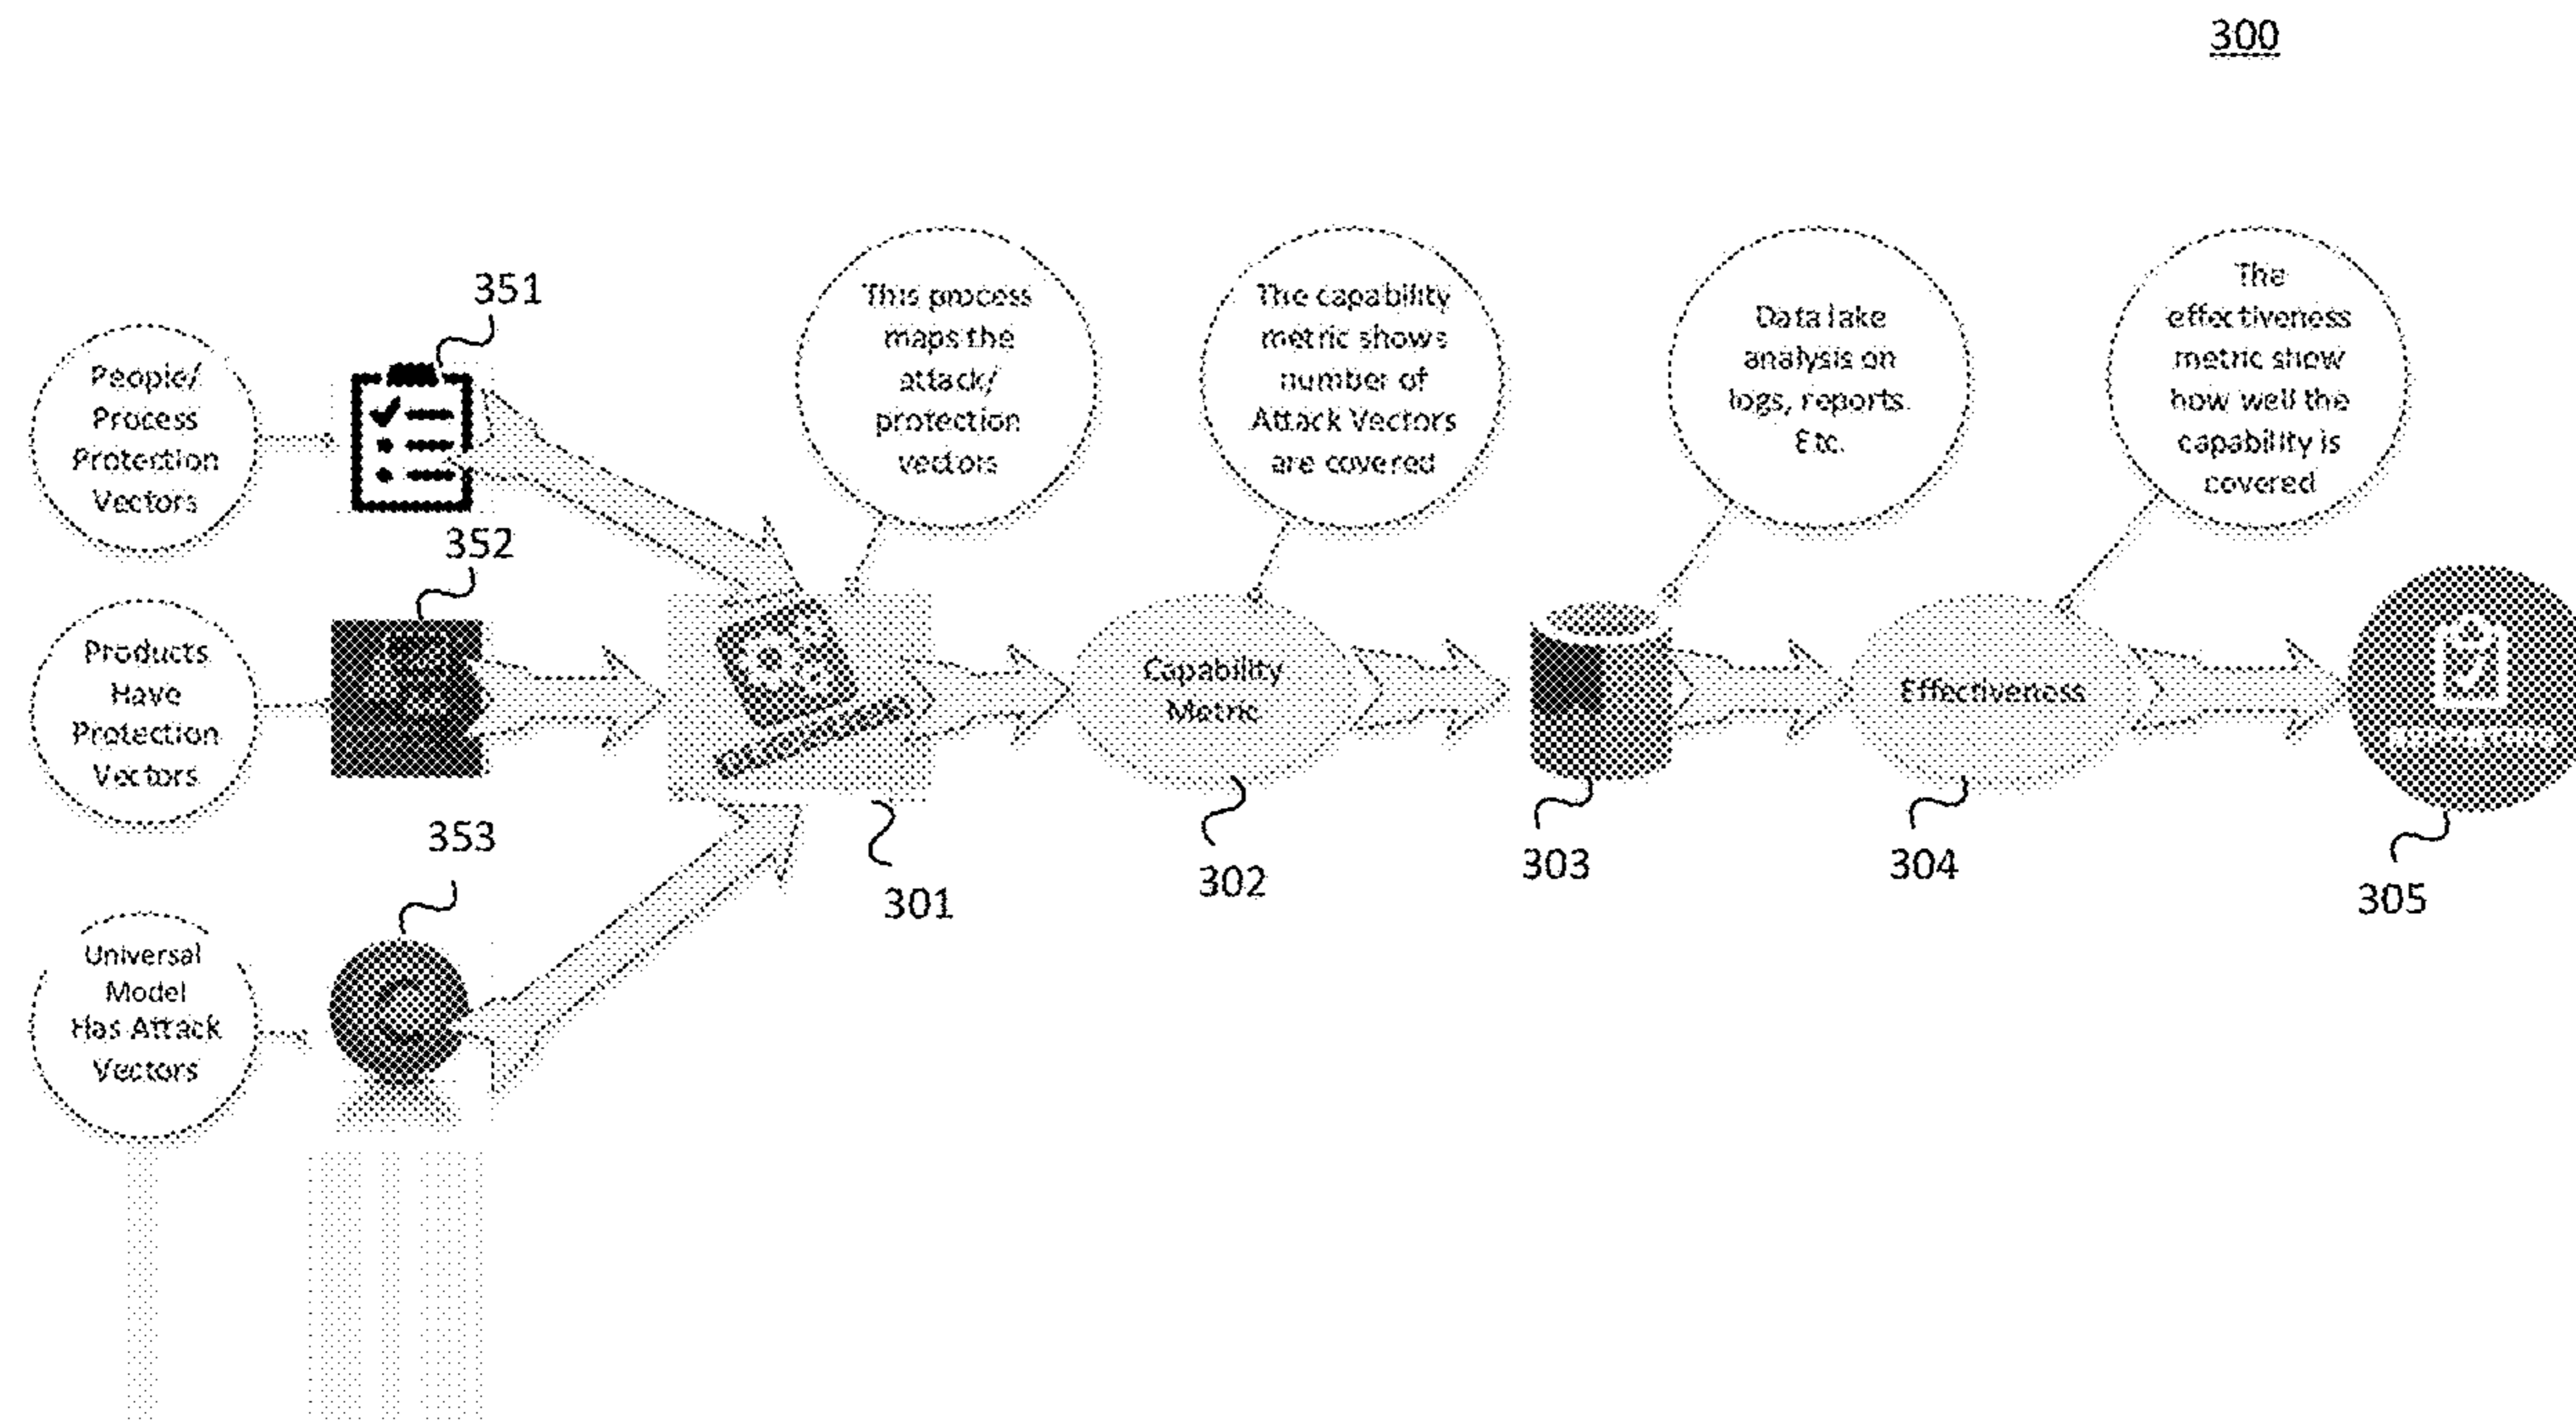 300
351
People/
Process
Protection
Vectors
This process
maps the
attack/
protection
vectors
The capability
metric shows
number of
Attack Vectors
are covered
Data lake
analysis on
logs, reports.
Etc.
The
effectiveness
metric show
how well the
capability is
covered
352
Products
Have
Protection
Vectors
Capability
Metric
Effectiveness
353
301
302
303
304
305
Universal
Model
Has Attack
Vectors